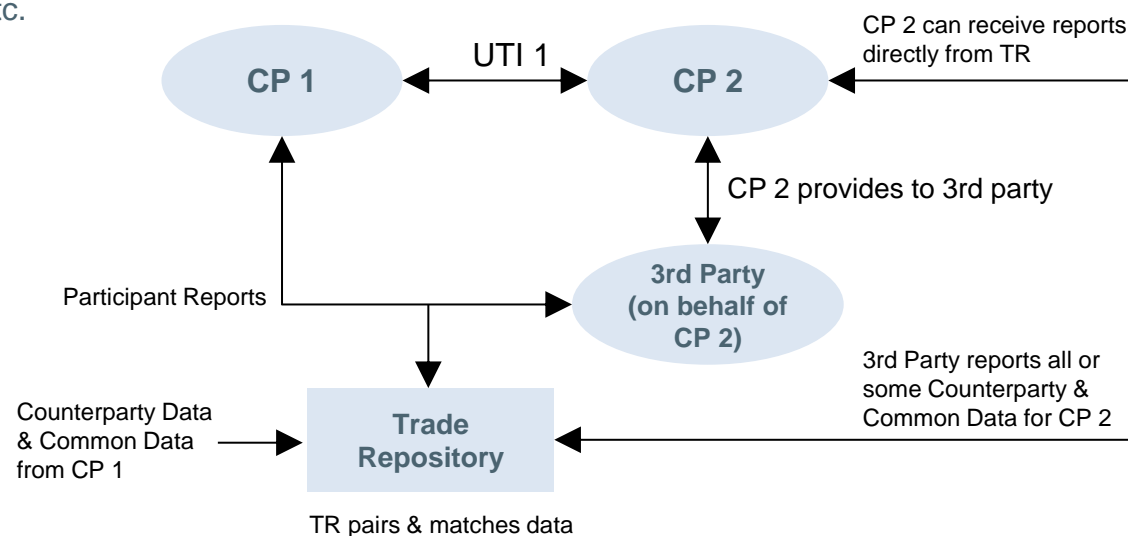 tc.
CP 2 can receive reports
directly from TR
UTI 1
CP 1
CP 2
CP 2 provides to 3rd party
3rd Party
(on behalf of
CP 2)
Participant Reports
3rd Party reports all or
some Counterparty &
Common Data for CP 2
Counterparty Data
& Common Data
from CP 1
Trade
Repository
TR pairs & matches data